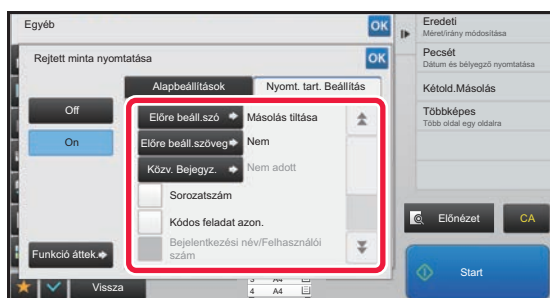 Egyéb
OK
Rejtett minta nyomtatása
OK
Alapbeállítások
Nyomt. tart. Beállítás
Off
On
Előre beáll.szó
Másolás tiltása
Előre beáll.szöveg
Nem
Közv. Bejegyz.
Nem adott
Sorozatszám
Kódos feladat azon.
Bejelentkezési név/Felhasználói
szám
Funkció áttek.
Vissza
3 A4
4 A4
Eredeti
Méret/irány módosítása
Pecsét
Dátum és bélyegző nyomtatása
Kétold.Másolás
Többképes
Több oldal egy oldalra
Előnézet
CA
Start